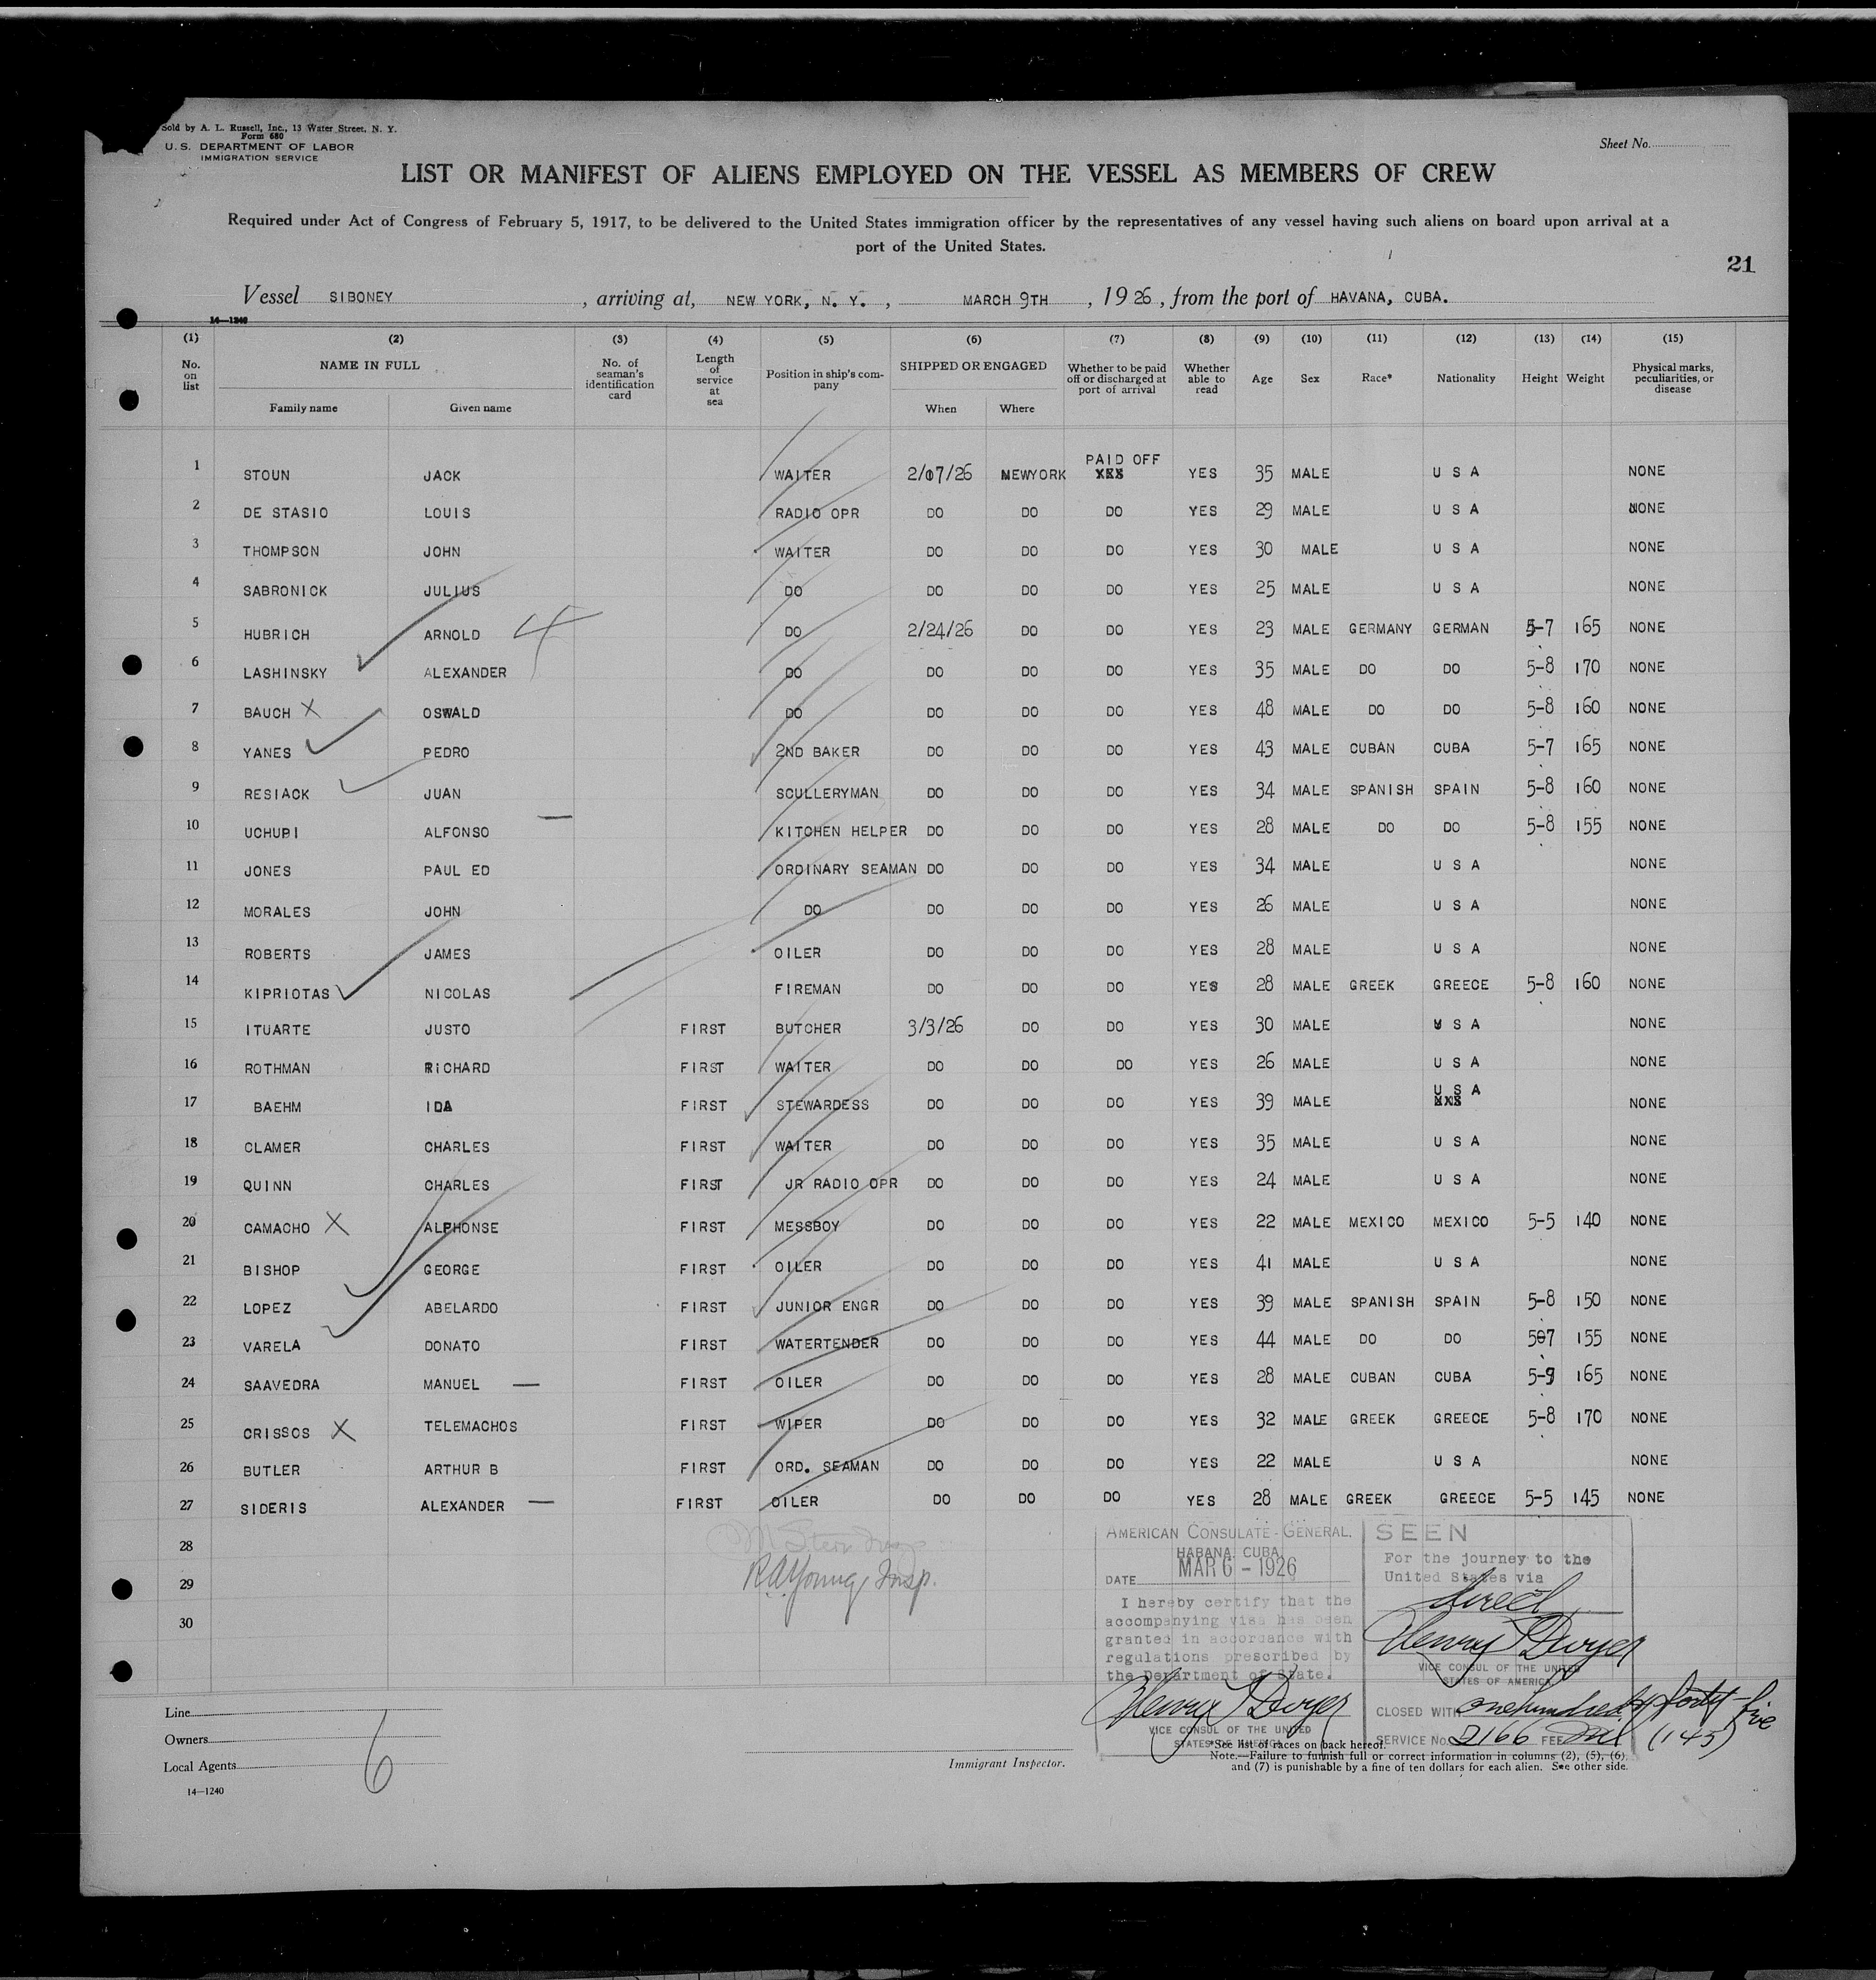 Sold by A. L. Russell, Inc., 13 Water Street, N. Y.
Form 680
U. S. DEPARTMENT OF LABOR
IMMIGRATION SERVICE
Sheet No.
LIST OR MANIFEST OF ALIENS EMPLOYED ON THE VESSEL AS MEMBERS OF CREW
Required under Act of Congress of February 5, 1917, to be delivered to the United States immigration officer by the representatives of any vessel having such aliens on board upon arrival at a
port of the United States.
21
Vessel SIBONEY, arriving at, NEW YORK, N. Y., MARCH 9TH, 1926, from the port of HAVANA, CUBA.
14—1240
(1) (2) (3) (4) (5) (6) (7) (8) (9) (10) (11) (12) (13) (14) (15)
No. on list NAME IN FULL Family name Given name No. of seaman's identification card Length of service at sea Position in ship's company SHIPPED OR ENGAGED When Where Whether to be paid off or discharged at port of arrival Whether able to read Age Sex Race* Nationality Height Weight Physical marks, peculiarities, or disease
PAID OFF
1 STOUN JACK WAITER 2/07/26 NEWYORK XXX YES 35 MALE U S A NONE
2 DE STASIO LOUIS RADIO OPR DO DO DO YES 29 MALE U S A NONE
3 THOMPSON JOHN WAITER DO DO DO YES 30 MALE U S A NONE
4 SABRONICK JULIUS DO DO DO DO YES 25 MALE U S A NONE
5 HUBRICH ARNOLD 4 DO 2/24/26 DO DO YES 23 MALE GERMANY GERMAN 5-7 165 NONE
6 LASHINSKY ALEXANDER DO DO DO DO YES 35 MALE DO DO 5-8 170 NONE
7 BAUCH X OSWALD DO DO DO DO YES 48 MALE DO DO 5-8 160 NONE
8 YANES PEDRO 2ND BAKER DO DO DO YES 43 MALE CUBAN CUBA 5-7 165 NONE
9 RESIACK JUAN SCULLERYMAN DO DO DO YES 34 MALE SPANISH SPAIN 5-8 160 NONE
10 UCHUPI ALFONSO KITCHEN HELPER DO DO DO YES 28 MALE DO DO 5-8 155 NONE
11 JONES PAUL ED ORDINARY SEAMAN DO DO DO YES 34 MALE U S A NONE
12 MORALES JOHN DO DO DO DO YES 26 MALE U S A NONE
13 ROBERTS JAMES OILER DO DO DO YES 28 MALE U S A NONE
14 KIPRIOTAS NICOLAS FIREMAN DO DO DO YES 28 MALE GREEK GREECE 5-8 160 NONE
15 ITUARTE JUSTO FIRST BUTCHER 3/3/26 DO DO YES 30 MALE U S A NONE
16 ROTHMAN RICHARD FIRST WAITER DO DO DO YES 26 MALE U S A NONE
17 BAEHM IDA FIRST STEWARDESS DO DO DO YES 39 MALE U S A XXS NONE
18 CLAMER CHARLES FIRST WAITER DO DO DO YES 35 MALE U S A NONE
19 QUINN CHARLES FIRST JR RADIO OPR DO DO DO YES 24 MALE U S A NONE
20 CAMACHO X ALPHONSE FIRST MESSBOY DO DO DO YES 22 MALE MEXICO MEXICO 5-5 140 NONE
21 BISHOP GEORGE FIRST OILER DO DO DO YES 41 MALE U S A NONE
22 LOPEZ ABELARDO FIRST JUNIOR ENGR DO DO DO YES 39 MALE SPANISH SPAIN 5-8 150 NONE
23 VARELA DONATO FIRST WATERTENDER DO DO DO YES 44 MALE DO DO 507 155 NONE
24 SAAVEDRA MANUEL — FIRST OILER DO DO DO YES 28 MALE CUBAN CUBA 5-9 165 NONE
25 CRISSOS X TELEMACHOS FIRST WIPER DO DO DO YES 32 MALE GREEK GREECE 5-8 170 NONE
26 BUTLER ARTHUR B FIRST ORD. SEAMAN DO DO DO YES 22 MALE U S A NONE
27 SIDERIS ALEXANDER — FIRST OILER DO DO DO YES 28 MALE GREEK GREECE 5-5 145 NONE
28
29
30
R.A. Young, Insp.
AMERICAN CONSULATE-GENERAL,
HABANA, CUBA
DATE MAR 6 - 1926
I hereby certify that the
accompanying visa has been
granted in accordance with
regulations prescribed by
the Department of State.
Henry T Dwyer
VICE CONSUL OF THE UNITED
STATES OF AMERICA
SEEN
For the journey to the
United States via
direct
Henry T Dwyer
VICE CONSUL OF THE UNITED
STATES OF AMERICA
CLOSED WITH one hundred & forty-five
SERVICE No. 2166 FEE nil (145)
Line
Owners
Local Agents
6
14—1240
Immigrant Inspector.
*See list of races on back hereof.
Note.—Failure to furnish full or correct information in columns (2), (5), (6)
and (7) is punishable by a fine of ten dollars for each alien. See other side.